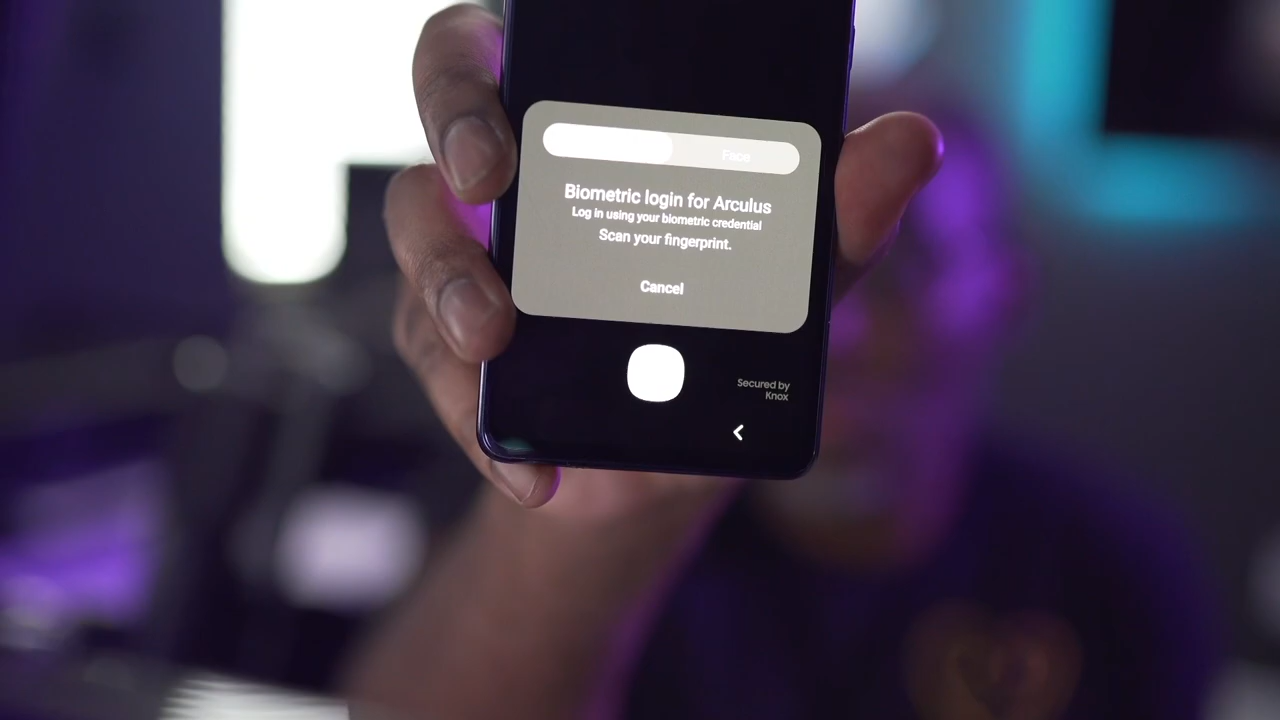 Face
Biometric login for Arculus
Log in using your biometric credential
Scan your fingerprint.
Cancel
Secured by
Knox